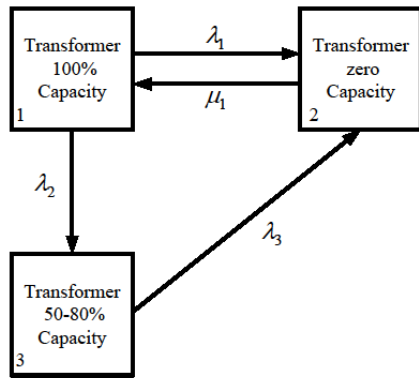 Transformer
100%
Capacity
1
λ₁
μ₁
Transformer
zero
Capacity
2
λ₂
λ₃
Transformer
50-80%
Capacity
3